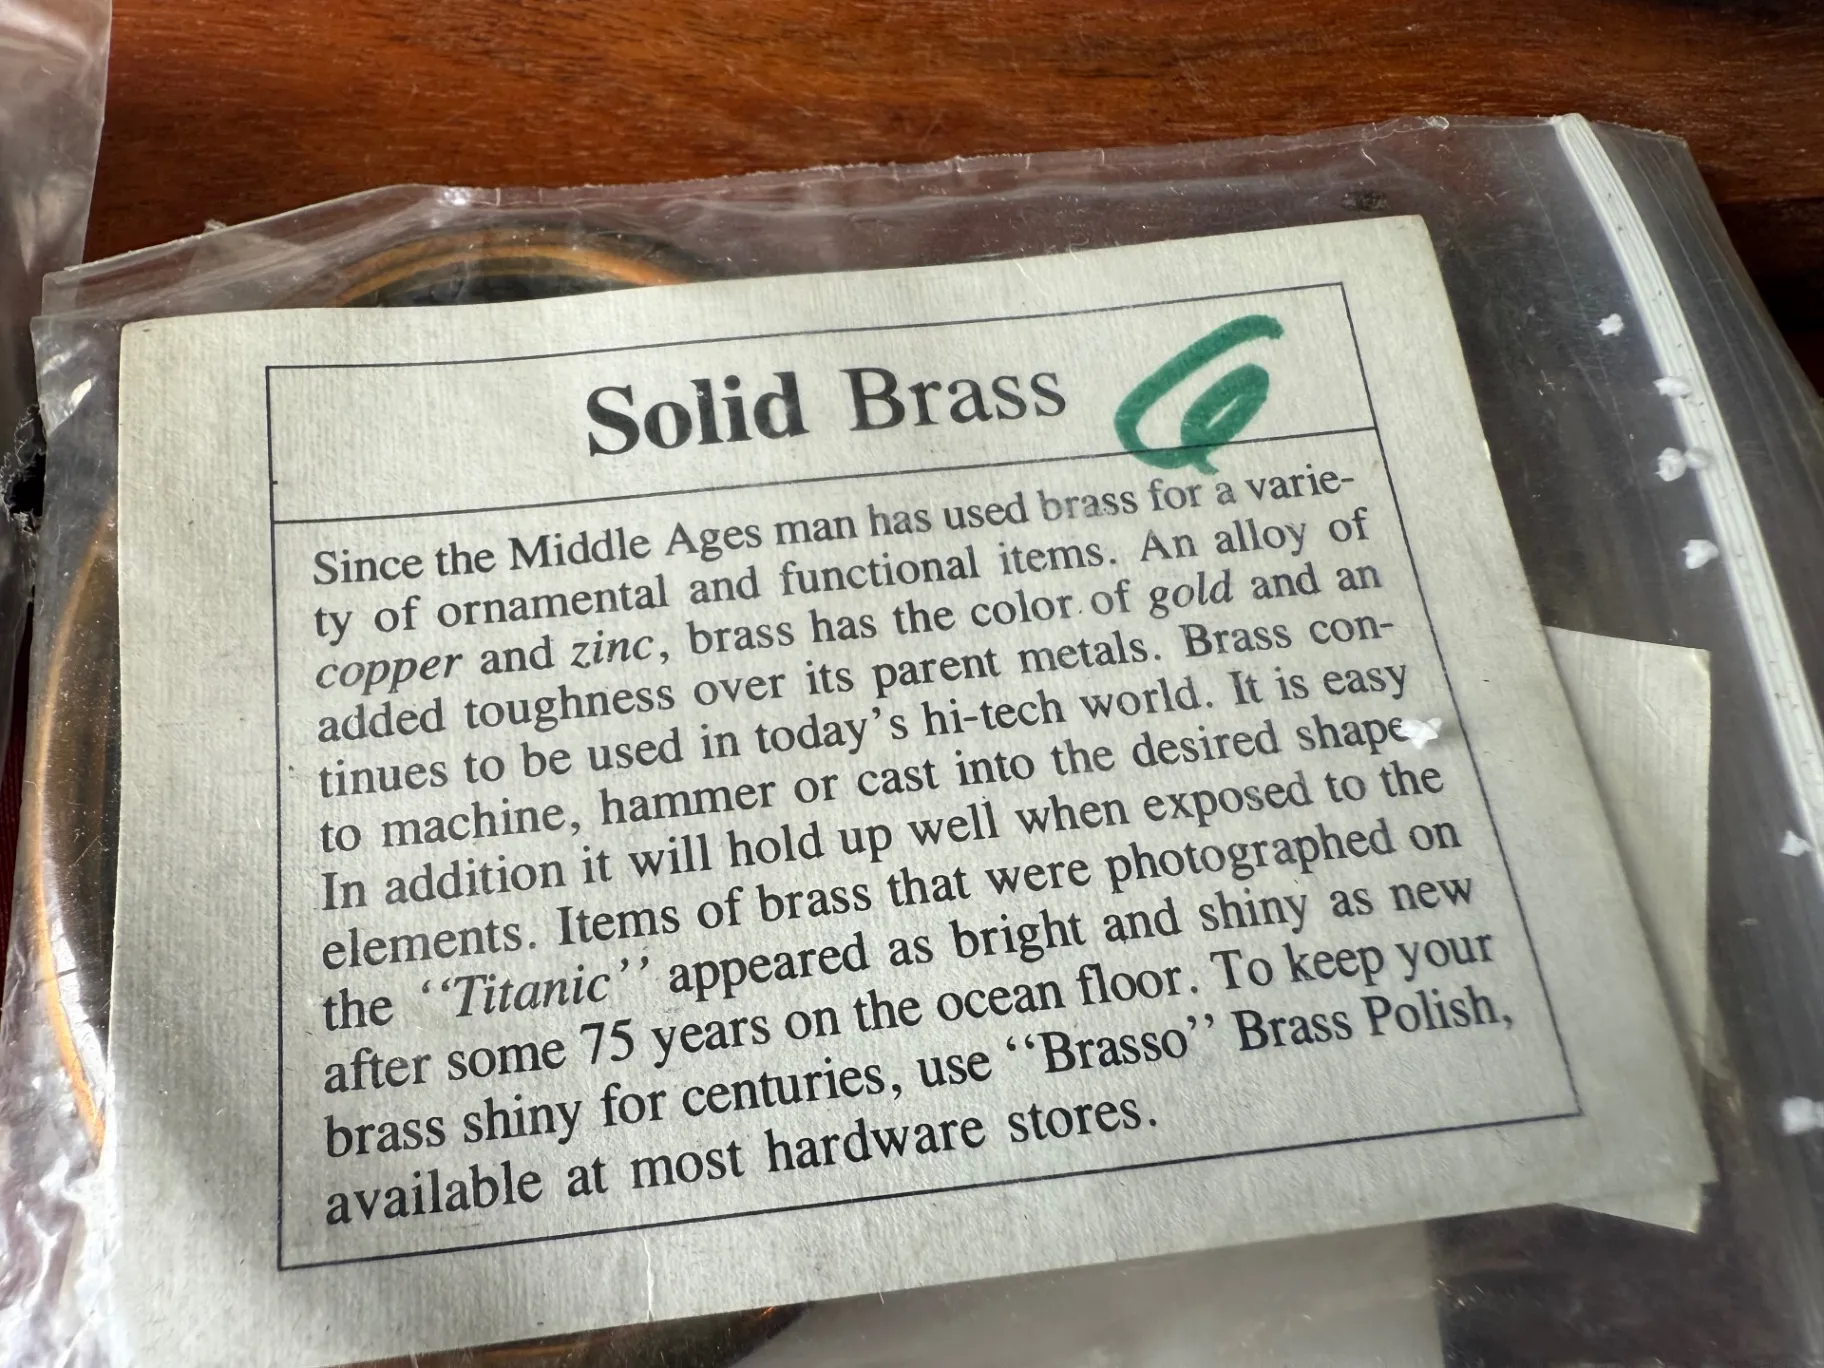 Solid Brass 6
Since the Middle Ages man has used brass for a varie-
ty of ornamental and functional items. An alloy of
copper and zinc, brass has the color of gold and an
added toughness over its parent metals. Brass con-
tinues to be used in today's hi-tech world. It is easy
to machine, hammer or cast into the desired shape
In addition it will hold up well when exposed to the
elements. Items of brass that were photographed on
the ‘‘Titanic’’ appeared as bright and shiny as new
after some 75 years on the ocean floor. To keep your
brass shiny for centuries, use ‘‘Brasso’’ Brass Polish,
available at most hardware stores.